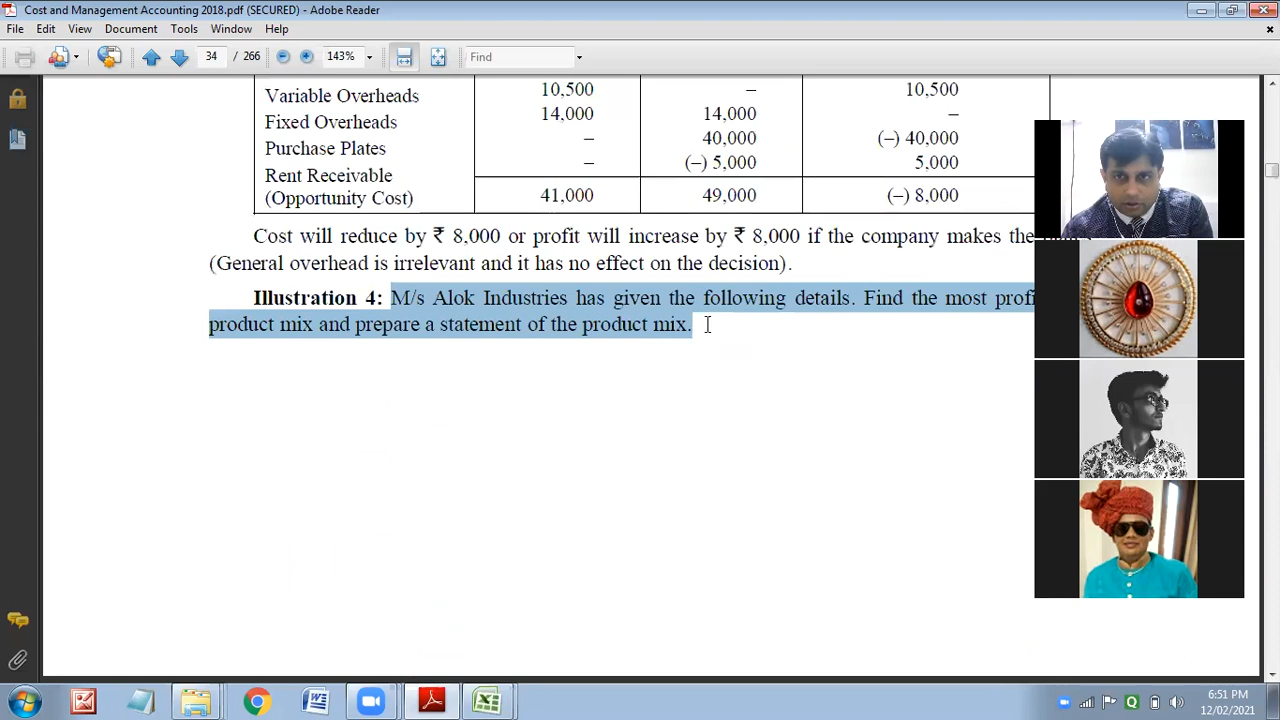 Cost and Management Accounting 2018.pdf (SECURED) - Adobe Reader
File Edit View Document Tools Window Help
34 / 266 143% Find
Variable Overheads 10,500 – 10,500
Fixed Overheads 14,000 14,000 –
Purchase Plates – 40,000 (–) 40,000
Rent Receivable – (–) 5,000 5,000
(Opportunity Cost) 41,000 49,000 (–) 8,000
Cost will reduce by ₹ 8,000 or profit will increase by ₹ 8,000 if the company makes the
(General overhead is irrelevant and it has no effect on the decision).
Illustration 4: M/s Alok Industries has given the following details. Find the most profi
product mix and prepare a statement of the product mix.
6:51 PM
12/02/2021